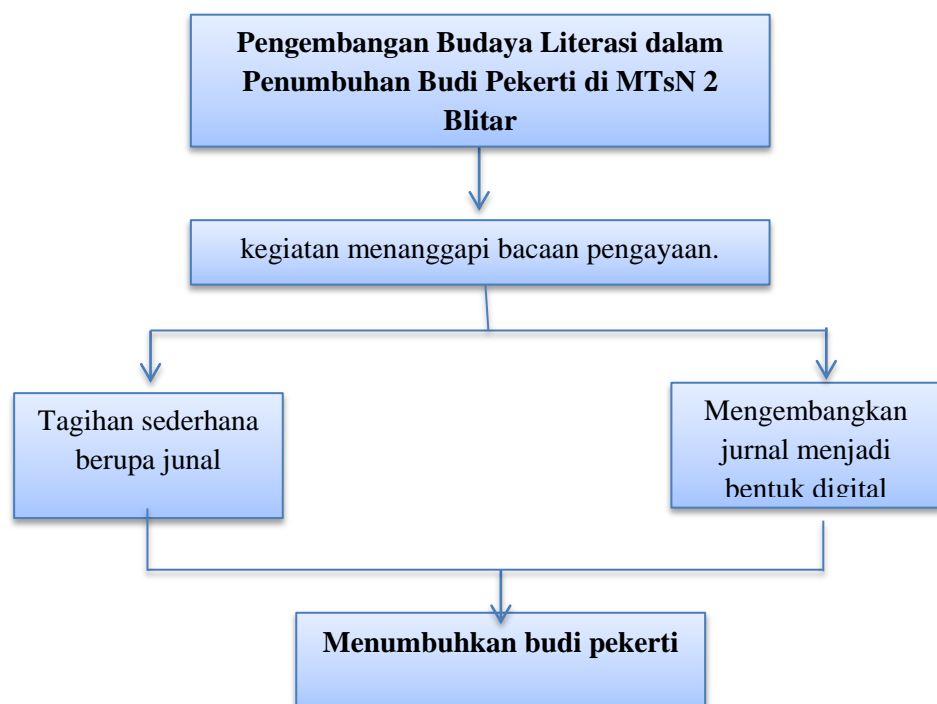 Pengembangan Budaya Literasi dalam
Penumbuhan Budi Pekerti di MTsN 2
Blitar
kegiatan menanggapi bacaan pengayaan.
Tagihan sederhana
berupa junal
Mengembangkan
jurnal menjadi
bentuk digital
Menumbuhkan budi pekerti